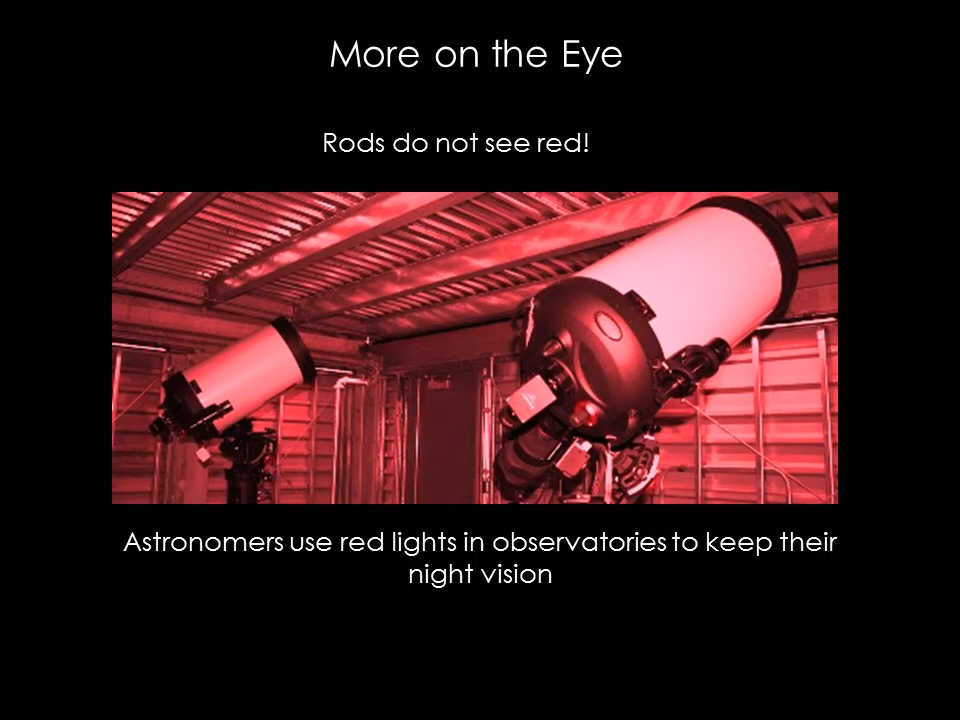 More on the Eye
Rods do not see red!
Astronomers use red lights in observatories to keep their
night vision